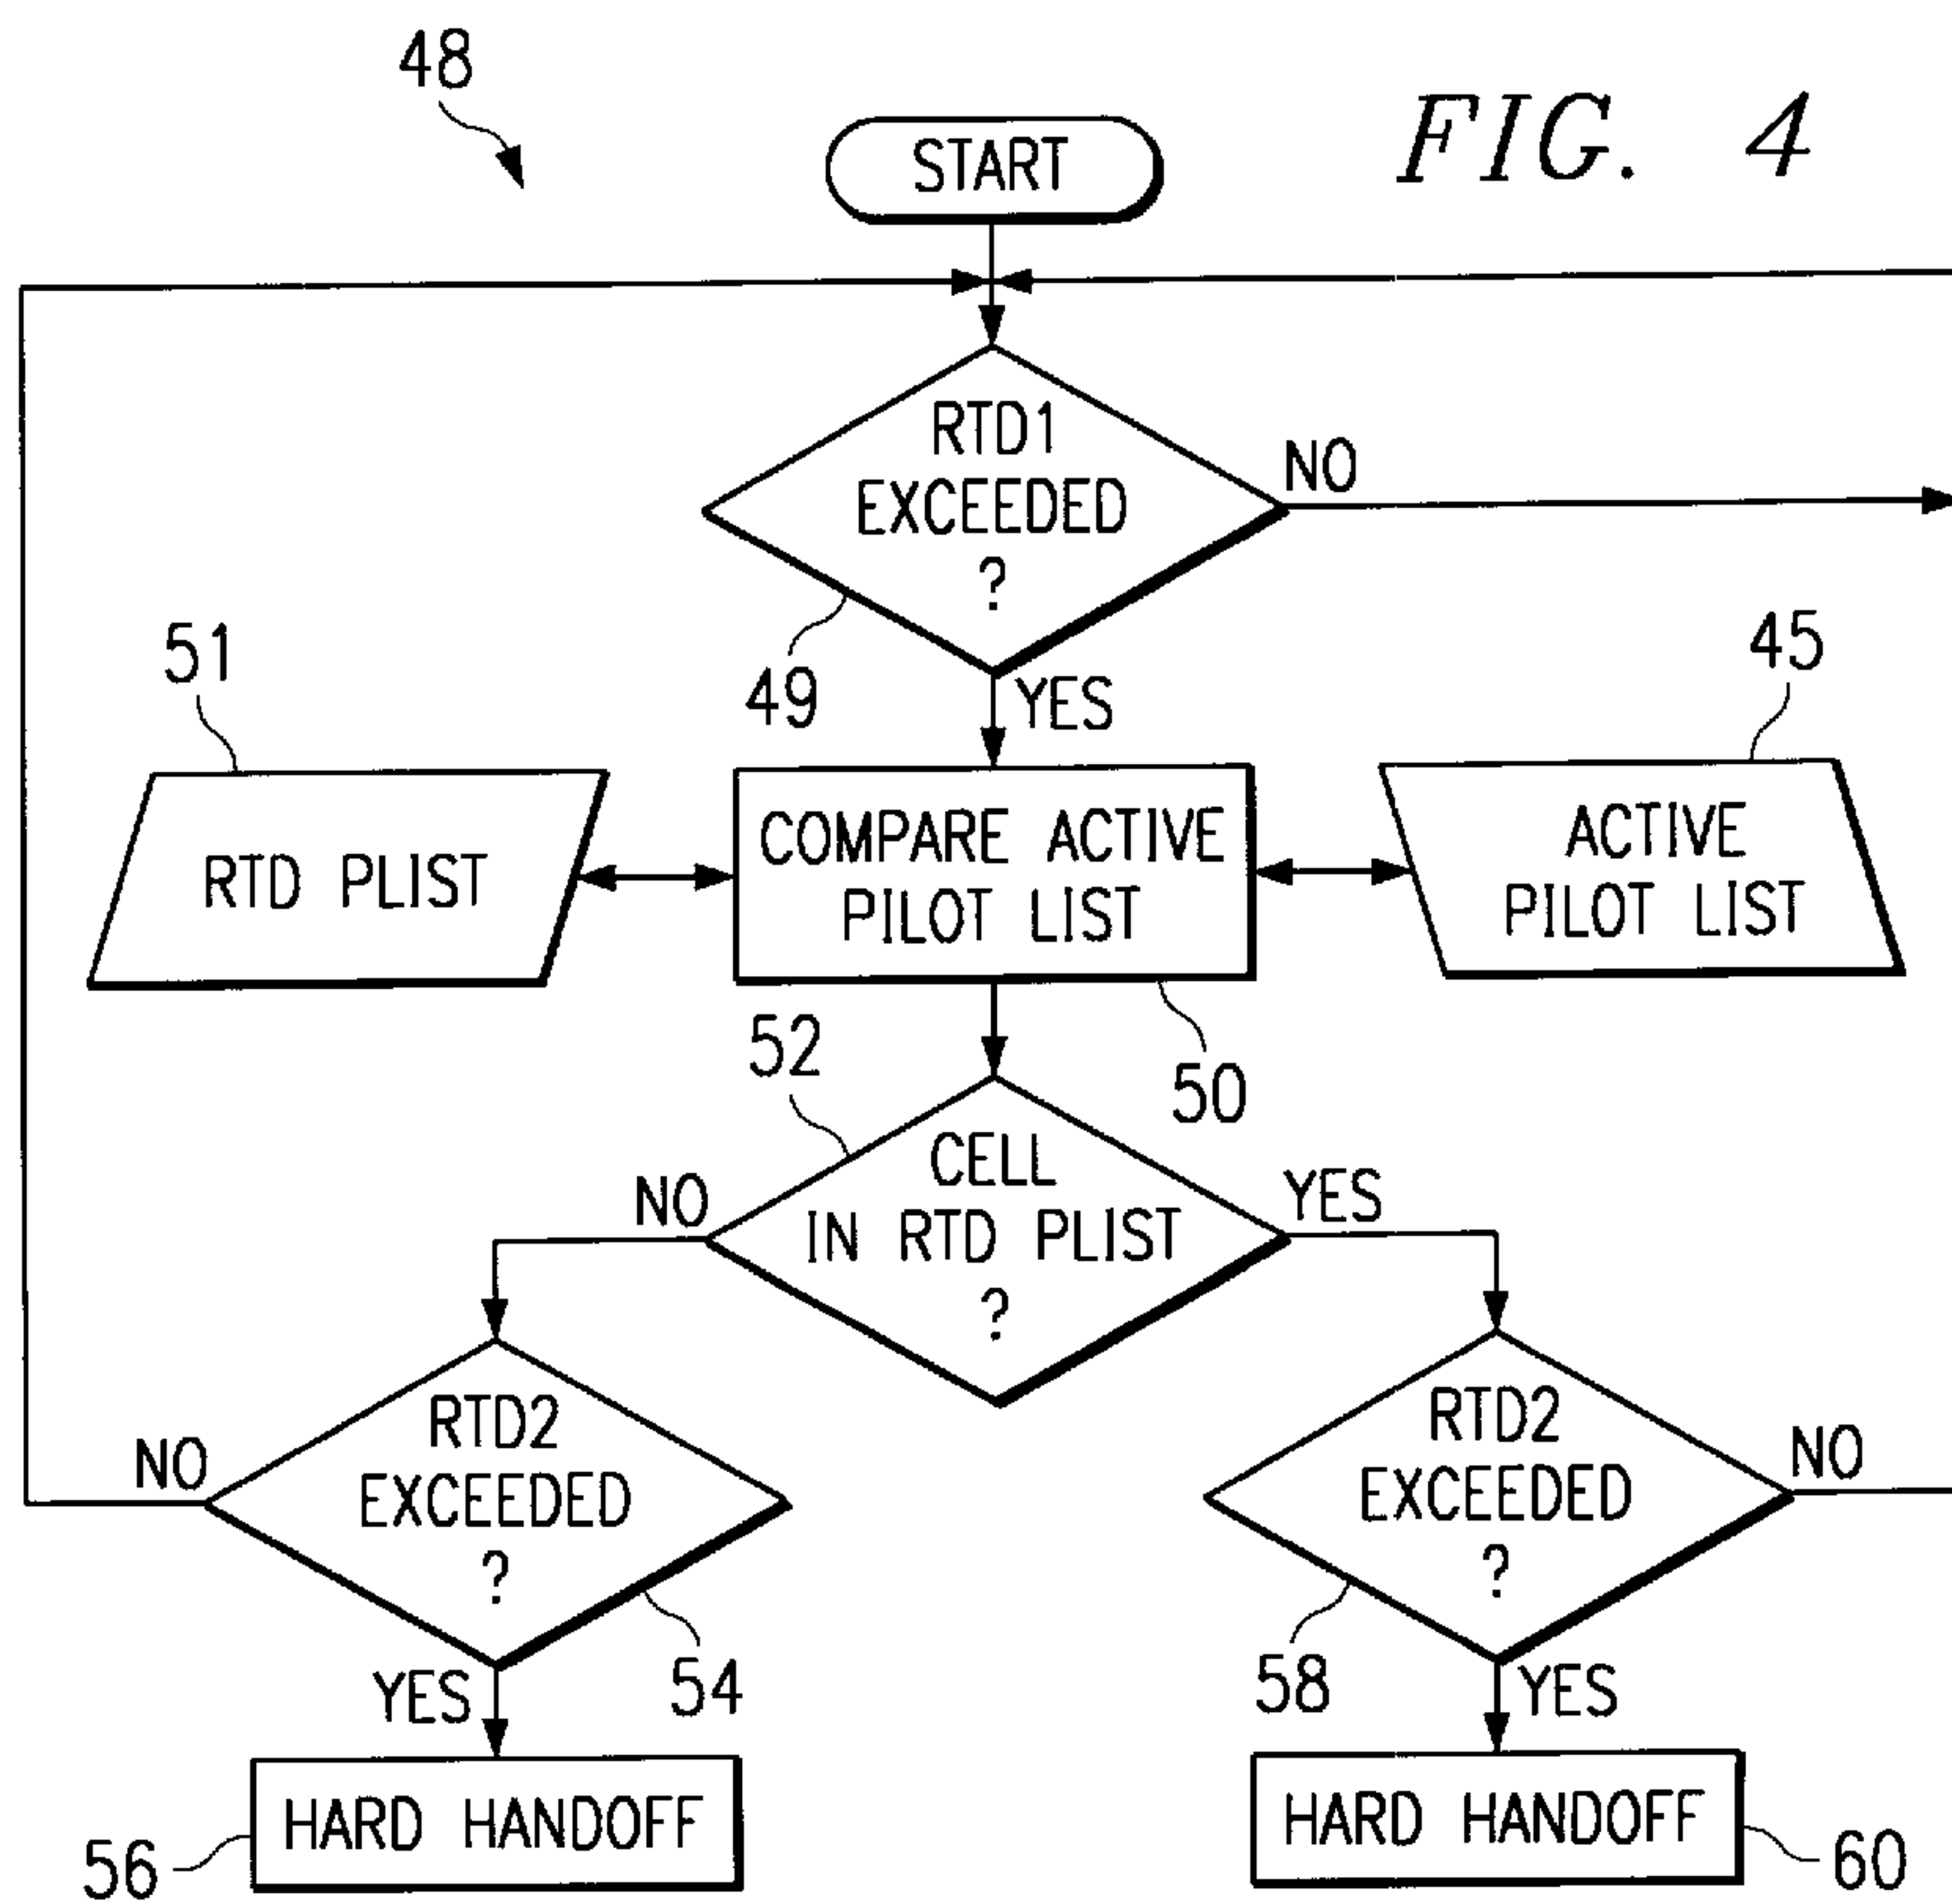 48
FIG. 4
START
RTD1
EXCEEDED
?
NO
49
YES
51
45
RTD PLIST
COMPARE ACTIVE
PILOT LIST
ACTIVE
PILOT LIST
52
50
CELL
IN RTD PLIST
?
NO
YES
RTD2
EXCEEDED
?
NO
RTD2
EXCEEDED
?
NO
YES
54
58
YES
HARD HANDOFF
56
HARD HANDOFF
60